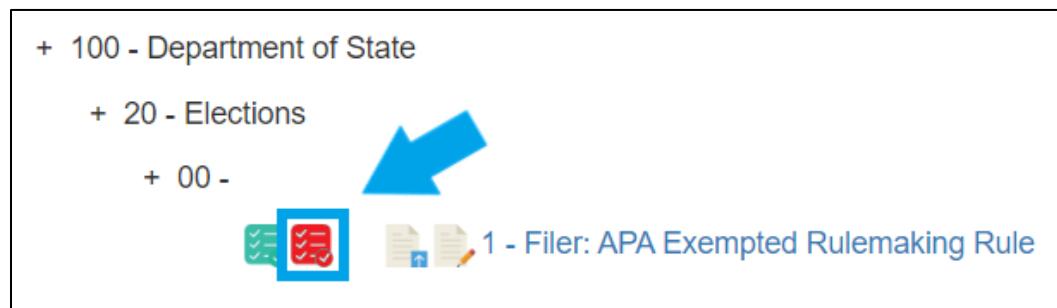 + 100 - Department of State
+ 20 - Elections
+ 00 -
1 - Filer: APA Exempted Rulemaking Rule